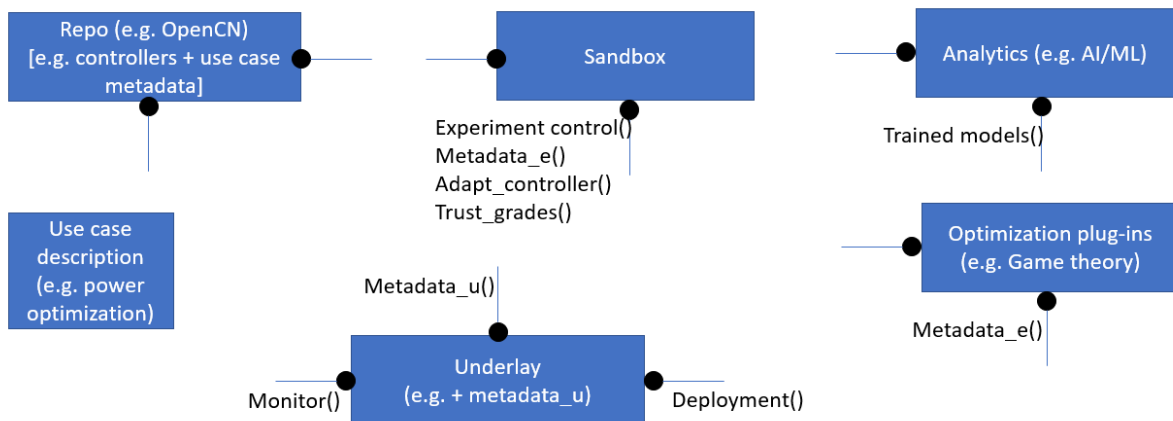 Repo (e.g. OpenCN)
[e.g. controllers + use case
metadata]
Sandbox
Analytics (e.g. AI/ML)
Experiment control()
Metadata_e()
Adapt_controller()
Trust_grades()
Trained models()
Use case
description
(e.g. power
optimization)
Optimization plug-ins
(e.g. Game theory)
Metadata_u()
Metadata_e()
Underlay
(e.g. + metadata_u)
Monitor()
Deployment()